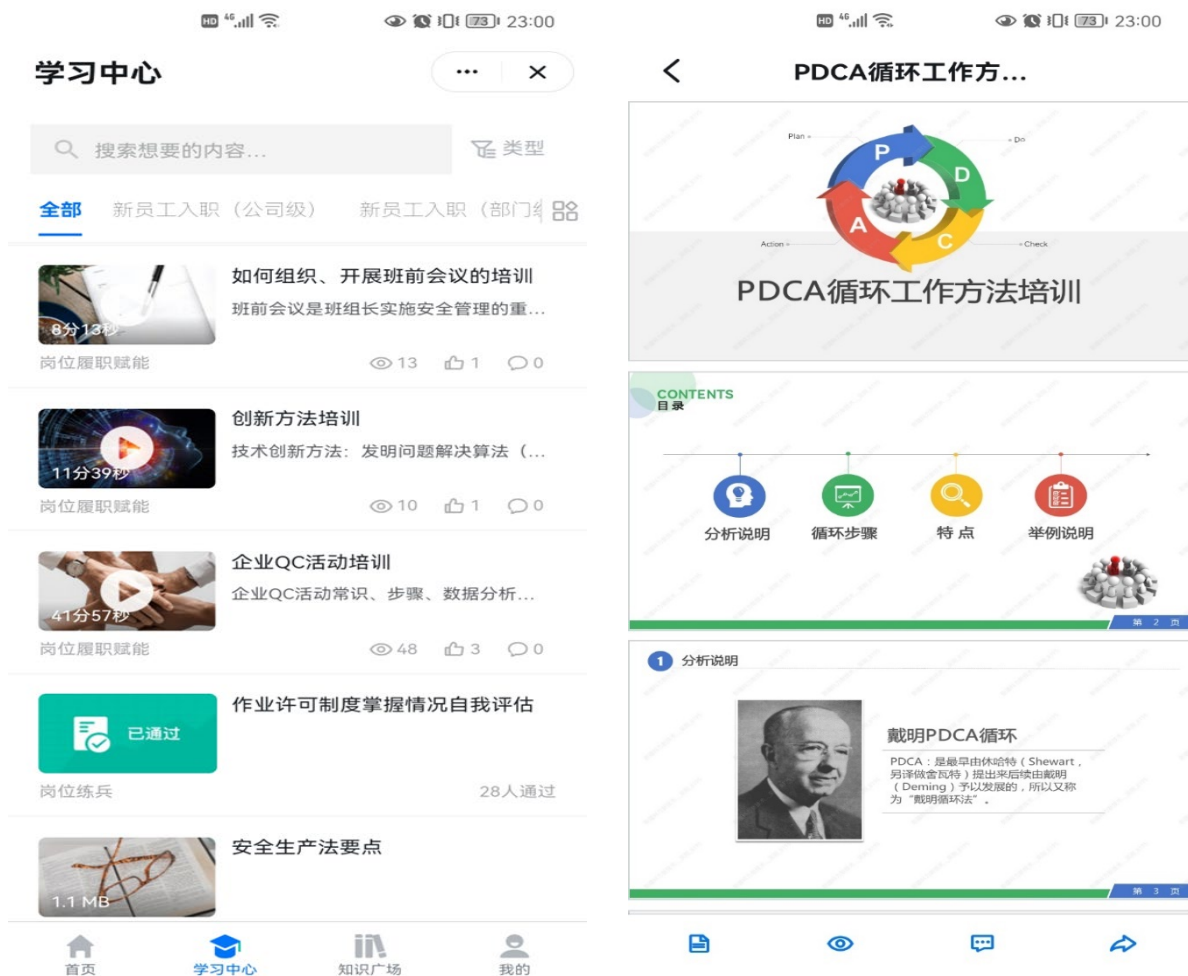 HD 4G 73 23:00
学习中心
搜索想要的内容...
类型
全部 新员工入职（公司级） 新员工入职（部门
8分13秒
如何组织、开展班前会议的培训
班前会议是班组长实施安全管理的重...
岗位履职赋能 13 1 0
11分39秒
创新方法培训
技术创新方法：发明问题解决算法（...
岗位履职赋能 10 1 0
41分57秒
企业QC活动培训
企业QC活动常识、步骤、数据分析...
岗位履职赋能 48 3 0
已通过
作业许可制度掌握情况自我评估
岗位练兵 28人通过
1.1 MB
安全生产法要点
首页 学习中心 知识广场 我的
HD 4G 73 23:00
PDCA循环工作方...
Plan
Do
P
D
A
C
Action
Check
PDCA循环工作方法培训
CONTENTS
目录
分析说明 循环步骤 特点 举例说明
第 2 页
1 分析说明
戴明PDCA循环
PDCA：是最早由休哈特（Shewart，
另译做舍瓦特）提出来后续由戴明
（Deming）予以发展的，所以又称
为“戴明循环法”。
第 3 页